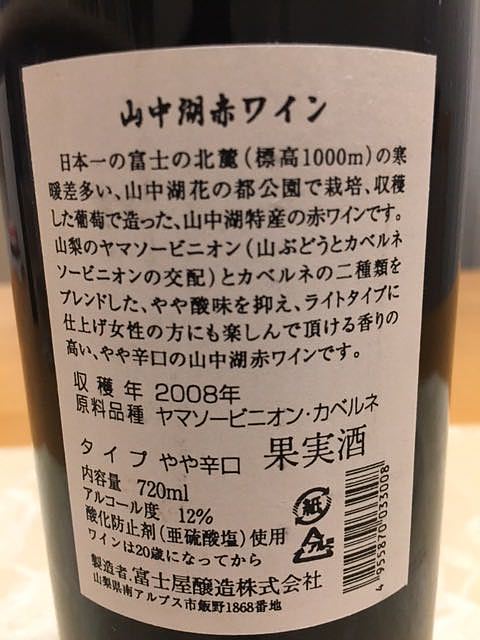 山中湖赤ワイン
日本一の富士の北麓(標高1000m)の寒
暖差多い、山中湖花の都公園で栽培、収穫
した葡萄で造った、山中湖特産の赤ワインです。
山梨のヤマソービニオン(山ぶどうとカベルネ
ソービニオンの交配)とカベルネの二種類を
ブレンドした、やや酸味を抑え、ライトタイプに
仕上げ女性の方にも楽しんで頂ける香りの
高い、やや辛口の山中湖赤ワインです。
収穫年 2008年
原料品種 ヤマソービニオン・カベルネ
タイプ やや辛口 果実酒
内容量 720ml
アルコール度 12%
酸化防止剤(亜硫酸塩)使用
ワインは20歳になってから
製造者.富士屋醸造株式会社
山梨県南アルプス市飯野1868番地
紙
アルミ
4955870033008